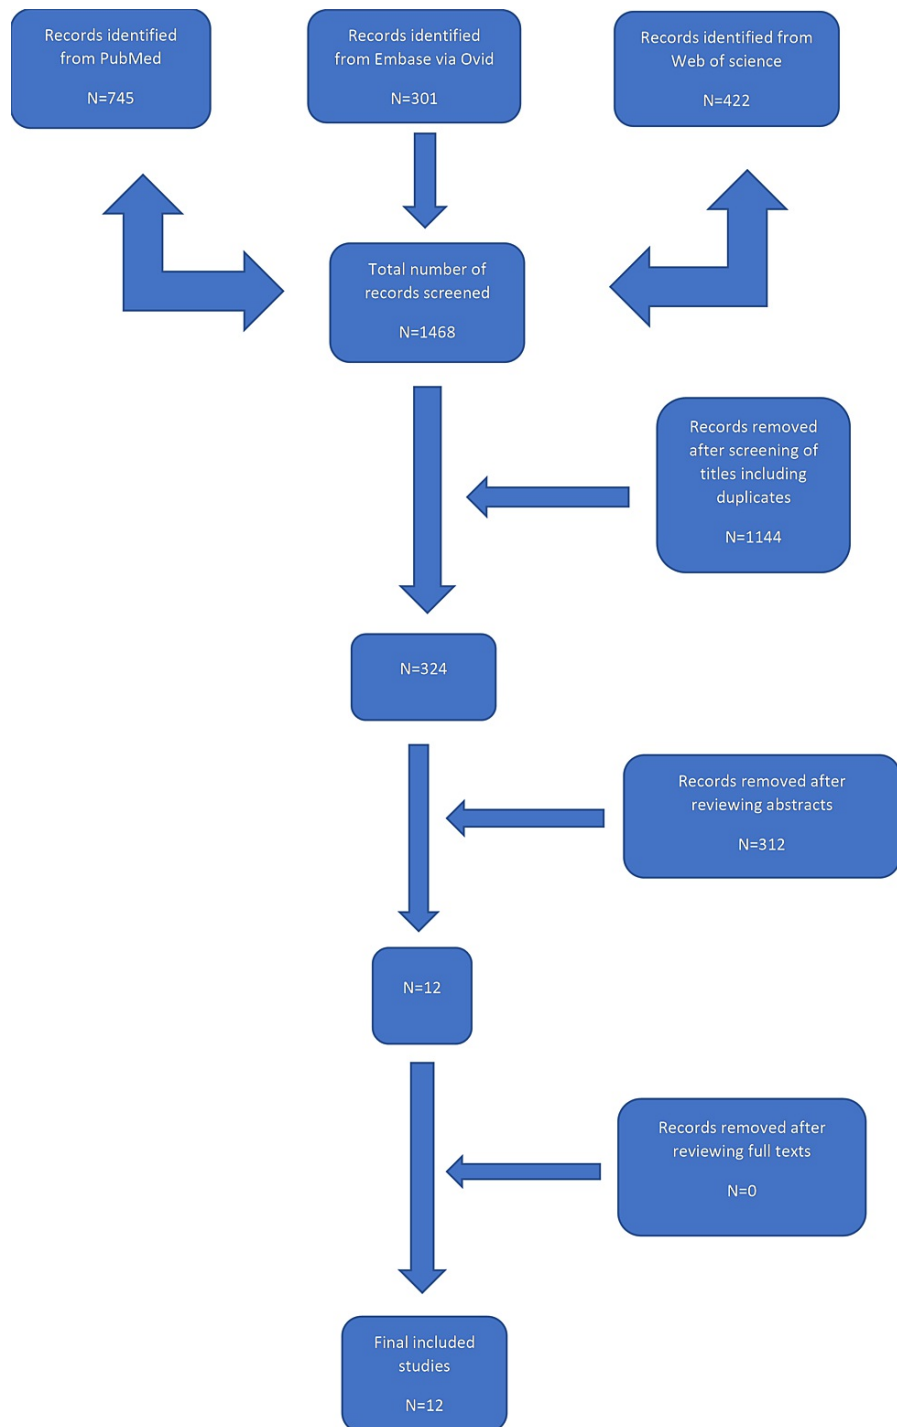 Records identified
from PubMed
N=745
Records identified
from Embase via Ovid
N=301
Records identified from
Web of science
N=422
Total number of
records screened
N=1468
Records removed
after screening of
titles including
duplicates
N=1144
N=324
Records removed after
reviewing abstracts
N=312
N=12
Records removed after
reviewing full texts
N=0
Final included
studies
N=12